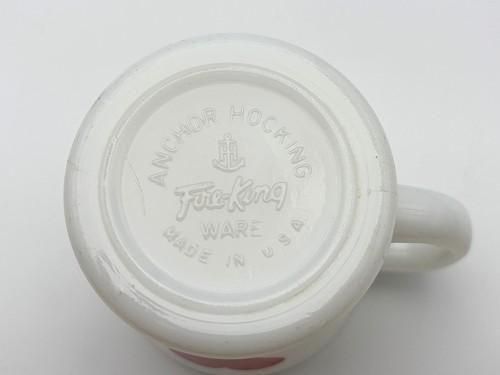 ANCHOR HOCKING
Fire-King
WARE
MADE IN U.S.A.